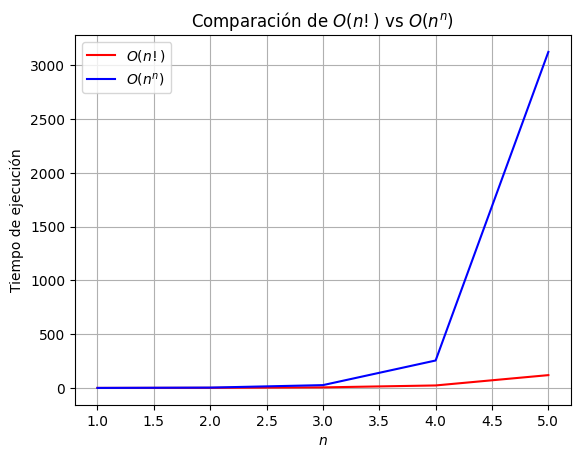 Comparación de O(n!) vs O(nⁿ)
O(n!)
O(nⁿ)
Tiempo de ejecución
3000
2500
2000
1500
1000
500
0
1.0 1.5 2.0 2.5 3.0 3.5 4.0 4.5 5.0
n